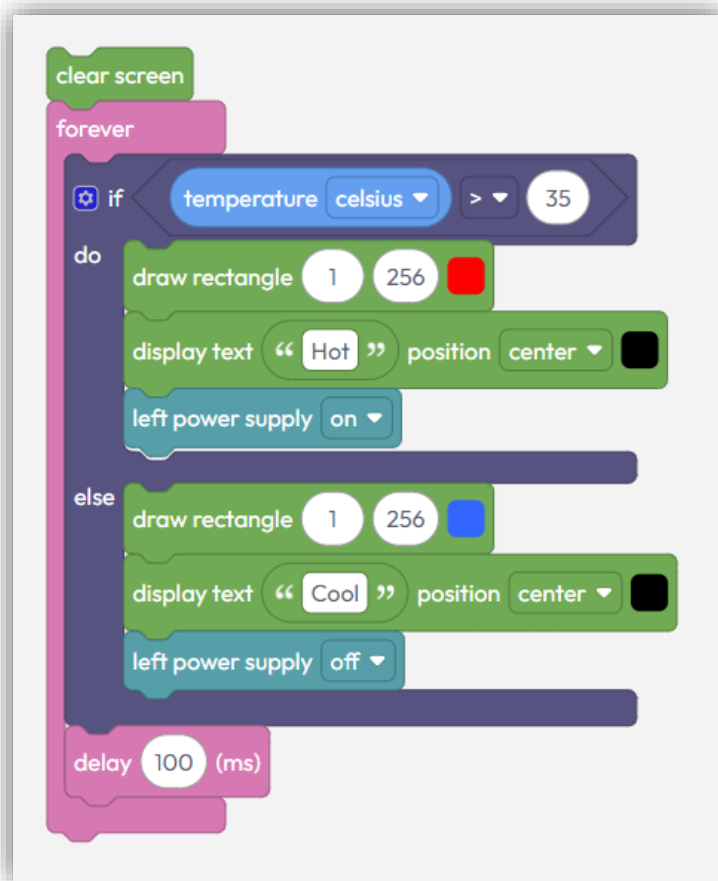 clear screen
forever
if temperature celsius > 35
do
draw rectangle 1 256
display text “ Hot ” position center
left power supply on
else
draw rectangle 1 256
display text “ Cool ” position center
left power supply off
delay 100 (ms)